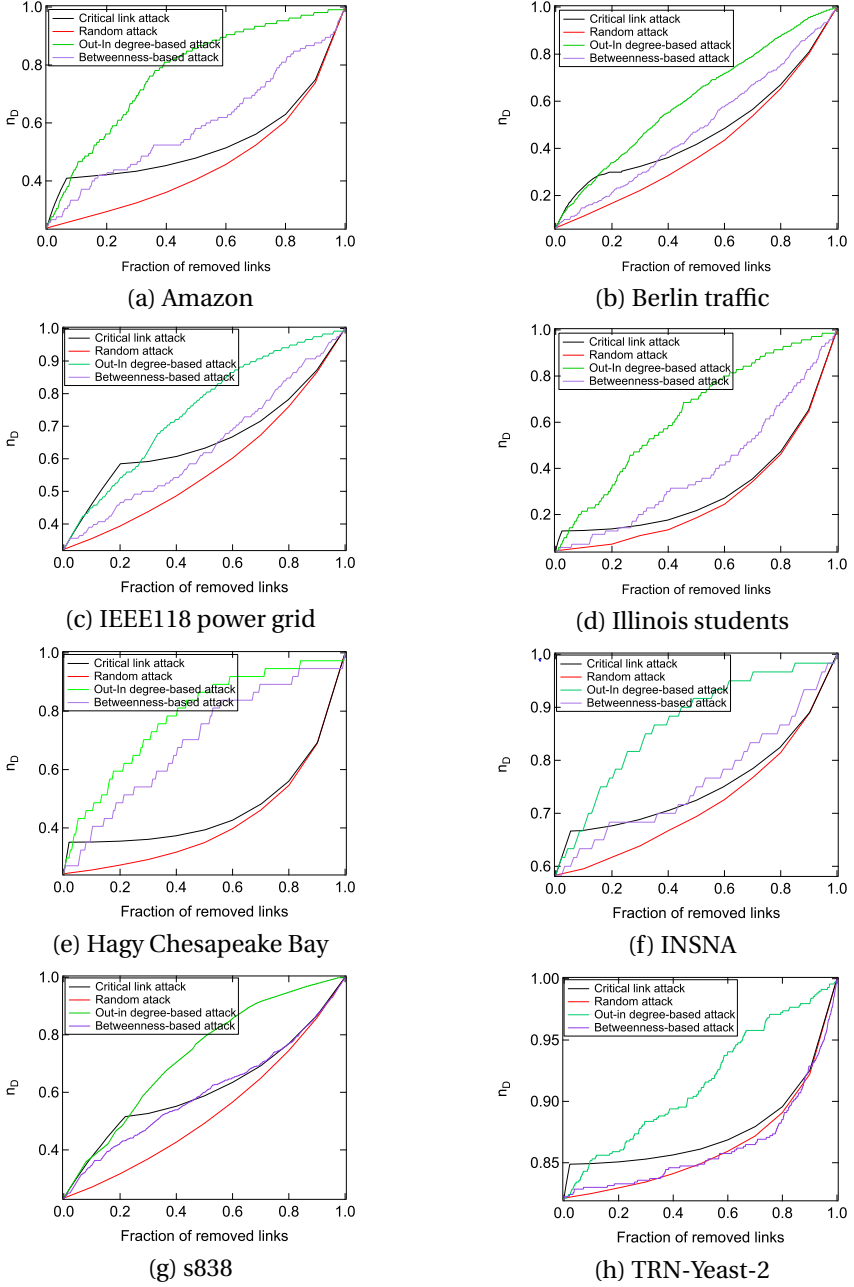 1.0
0.8
0.6
0.4
n_D
Critical link attack
Random attack
Out-In degree-based attack
Betweenness-based attack
0.0 0.2 0.4 0.6 0.8 1.0
Fraction of removed links
(a) Amazon
1.0
0.8
0.6
0.4
0.2
n_D
Critical link attack
Random attack
Out-In degree-based attack
Betweenness-based attack
0.0 0.2 0.4 0.6 0.8 1.0
Fraction of removed links
(b) Berlin traffic
1.0
0.9
0.8
0.7
0.6
0.5
0.4
n_D
Critical link attack
Random attack
Out-In degree-based attack
Betweenness-based attack
0.0 0.2 0.4 0.6 0.8 1.0
Fraction of removed links
(c) IEEE118 power grid
1.0
0.8
0.6
0.4
0.2
n_D
Critical link attack
Random attack
Out-In degree-based attack
Betweenness-based attack
0.0 0.2 0.4 0.6 0.8 1.0
Fraction of removed links
(d) Illinois students
1.0
0.8
0.6
0.4
n_D
Critical link attack
Random attack
Out-In degree-based attack
Betweenness-based attack
0.0 0.2 0.4 0.6 0.8 1.0
Fraction of removed links
(e) Hagy Chesapeake Bay
1.0
0.9
0.8
0.7
0.6
n_D
Critical link attack
Random attack
Out-In degree-based attack
Betweenness-based attack
0.0 0.2 0.4 0.6 0.8 1.0
Fraction of removed links
(f) INSNA
1.0
0.8
0.6
0.4
n_D
Critical link attack
Random attack
Out-in degree-based attack
Betweenness-based attack
0.0 0.2 0.4 0.6 0.8 1.0
Fraction of removed links
(g) s838
1.00
0.95
0.90
0.85
n_D
Critical link attack
Random attack
Out-in degree-based attack
Betweenness-based attack
0.0 0.2 0.4 0.6 0.8 1.0
Fraction of removed links
(h) TRN-Yeast-2